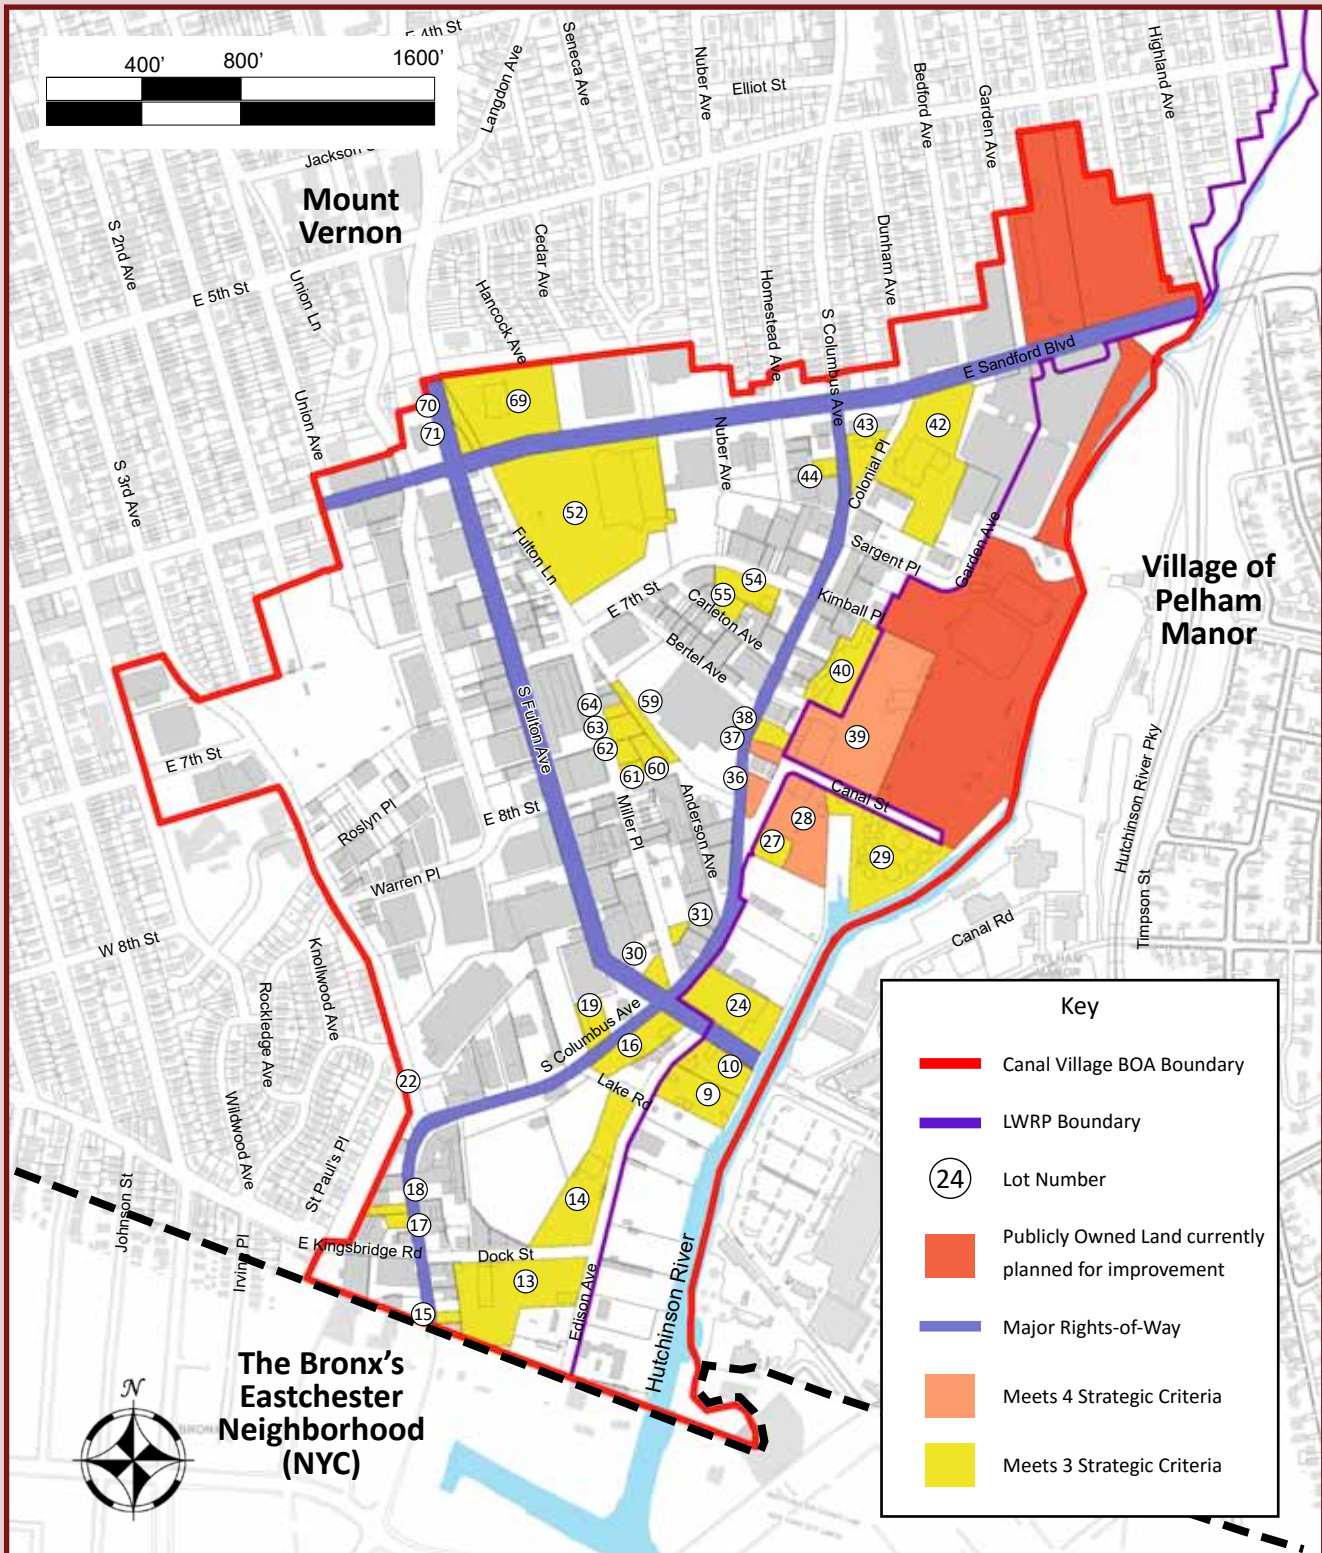 400’ 800’ 1600’
E 4th St
Langdon Ave
Seneca Ave
Nuber Ave
Elliot St
Bedford Ave
Garden Ave
Highland Ave
Mount
Vernon
S 2nd Ave
E 5th St
Union Ln
Cedar Ave
Hancock Ave
Homestead Ave
Dunham Ave
S Columbus Ave
E Sandford Blvd
Union Ave
S 3rd Ave
70
69
71
43
42
44
Nuber Ave
Colonial Pl
52
Fulton Ln
Sargent Pl
Garden Ave
Village of
Pelham
Manor
54
55
E 7th St
Carleton Ave
Kimball Pl
Bertel Ave
40
S Fulton Ave
64
59
63
62
38
37
39
61
60
36
E 7th St
Canal St
Hutchinson River Pky
Roslyn Pl
E 8th St
Miller Pl
Anderson Ave
28
27
29
Warren Pl
Timpson St
31
Canal Rd
W 8th St
Knollwood Ave
Rockledge Ave
30
19
24
S Columbus Ave
16
10
9
22
Lake Rd
Wildwood Ave
St Paul’s Pl
18
17
14
Johnson St
Irving Pl
E Kingsbridge Rd
Dock St
13
15
Edison Ave
Hutchinson River
The Bronx’s
Eastchester
Neighborhood
(NYC)
N
Key
Canal Village BOA Boundary
LWRP Boundary
24 Lot Number
Publicly Owned Land currently
planned for improvement
Major Rights-of-Way
Meets 4 Strategic Criteria
Meets 3 Strategic Criteria